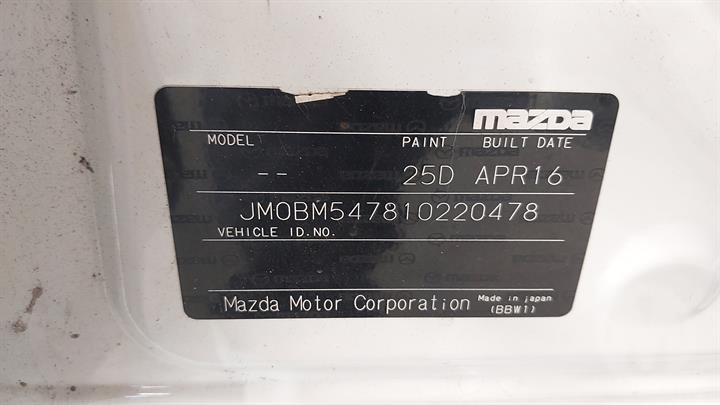 mazda
MODEL PAINT BUILT DATE
-- 25D APR16
JM0BM547810220478
VEHICLE ID.NO.
Mazda Motor Corporation Made in japan
(BBW1)